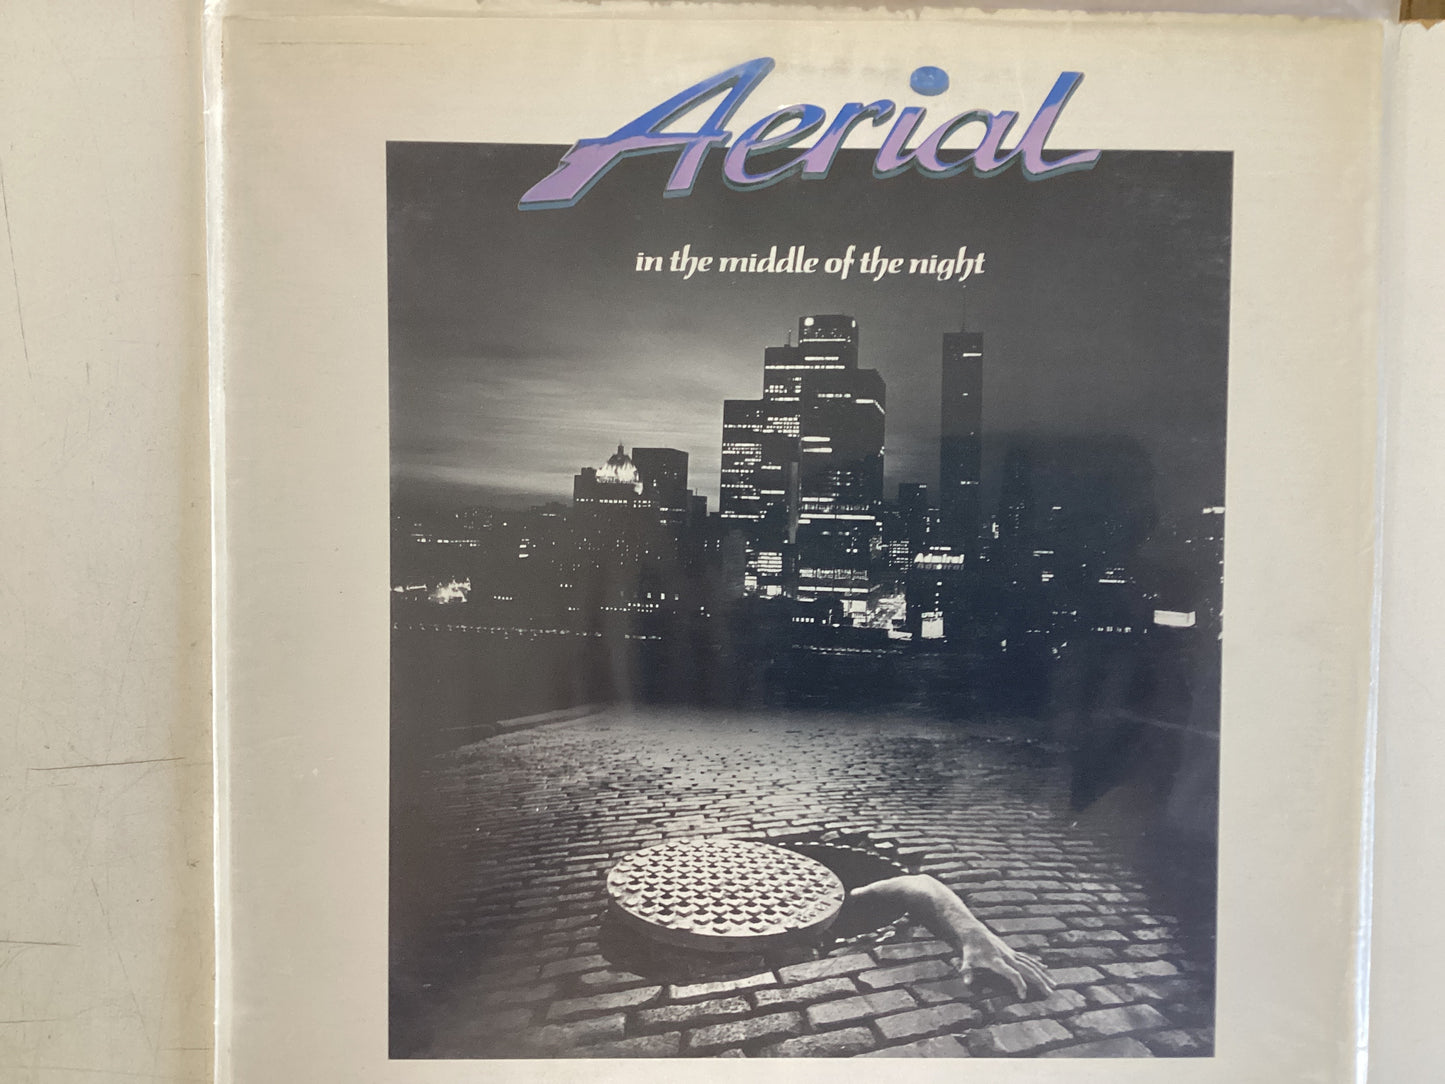 Aerial
in the middle of the night
Admiral